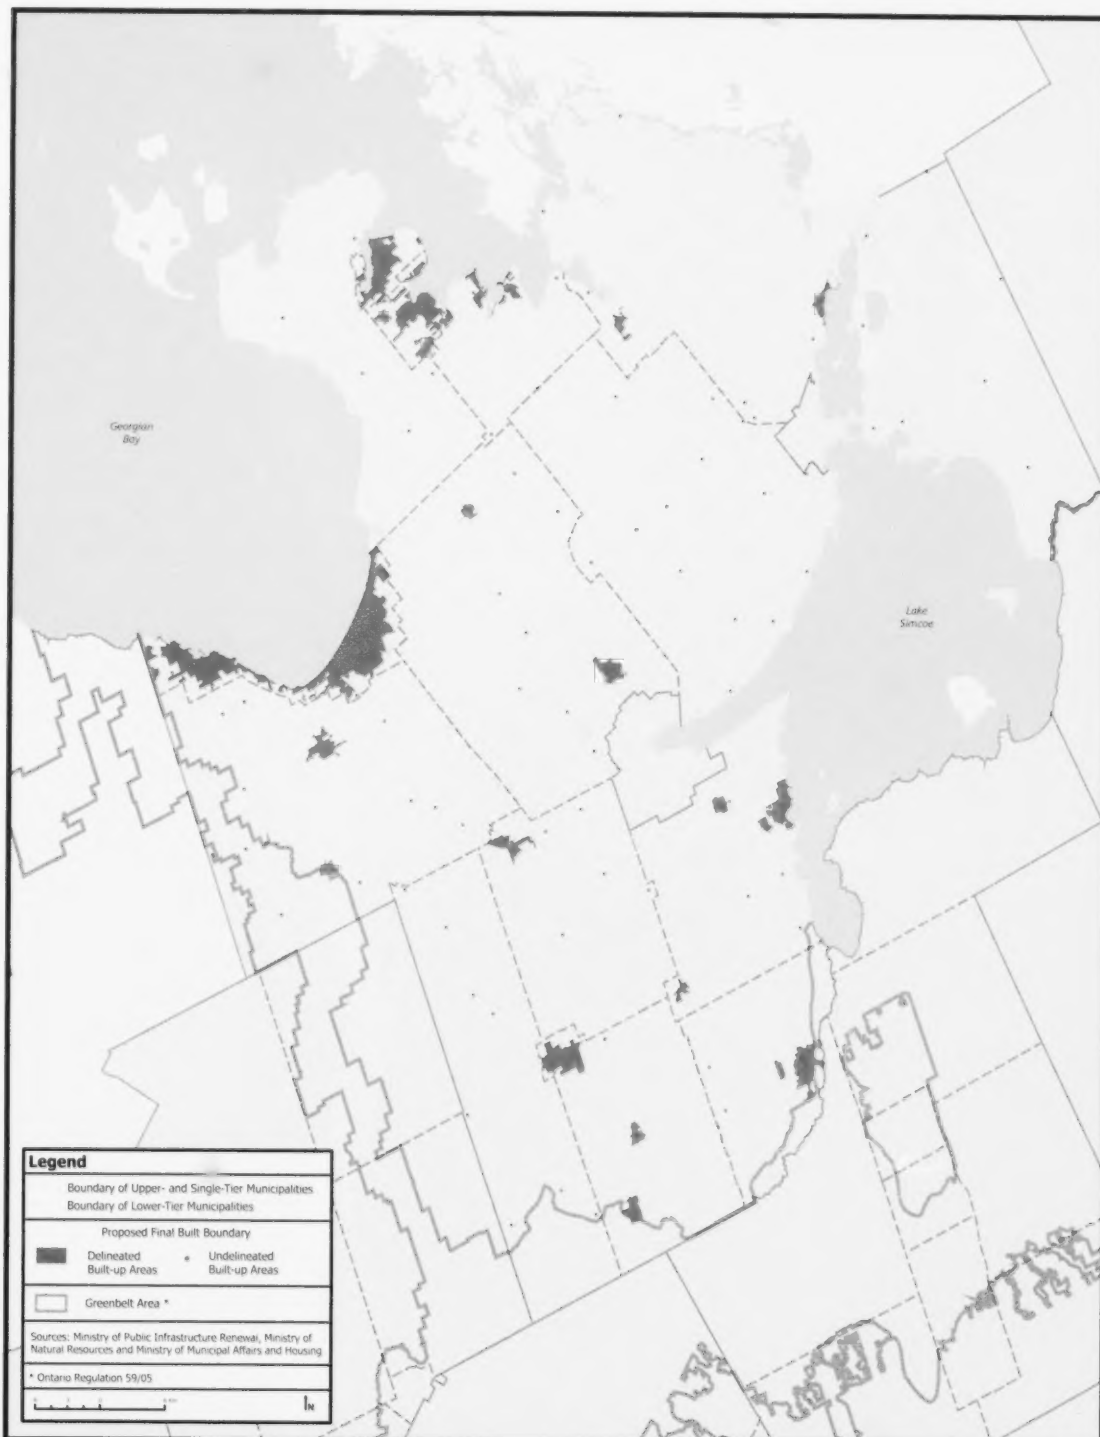 Georgian
Bay
Lake
Simcoe
Legend
Boundary of Upper- and Single-Tier Municipalities
Boundary of Lower-Tier Municipalities
Proposed Final Built Boundary
Delineated
Built-up Areas
Undelineated
Built-up Areas
Greenbelt Area *
Sources: Ministry of Public Infrastructure Renewal, Ministry of
Natural Resources and Ministry of Municipal Affairs and Housing
* Ontario Regulation 59/05
N